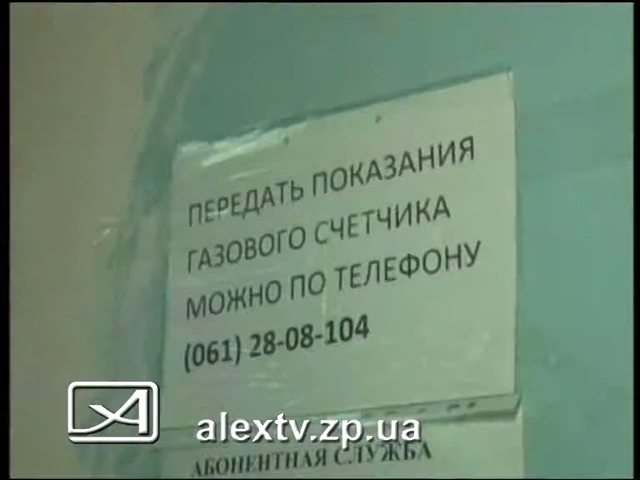 ПЕРЕДАТЬ ПОКАЗАНИЯ
ГАЗОВОГО СЧЕТЧИКА
МОЖНО ПО ТЕЛЕФОНУ
(061) 28-08-104
alextv.zp.ua
АБОНЕНТНАЯ СЛУЖБА